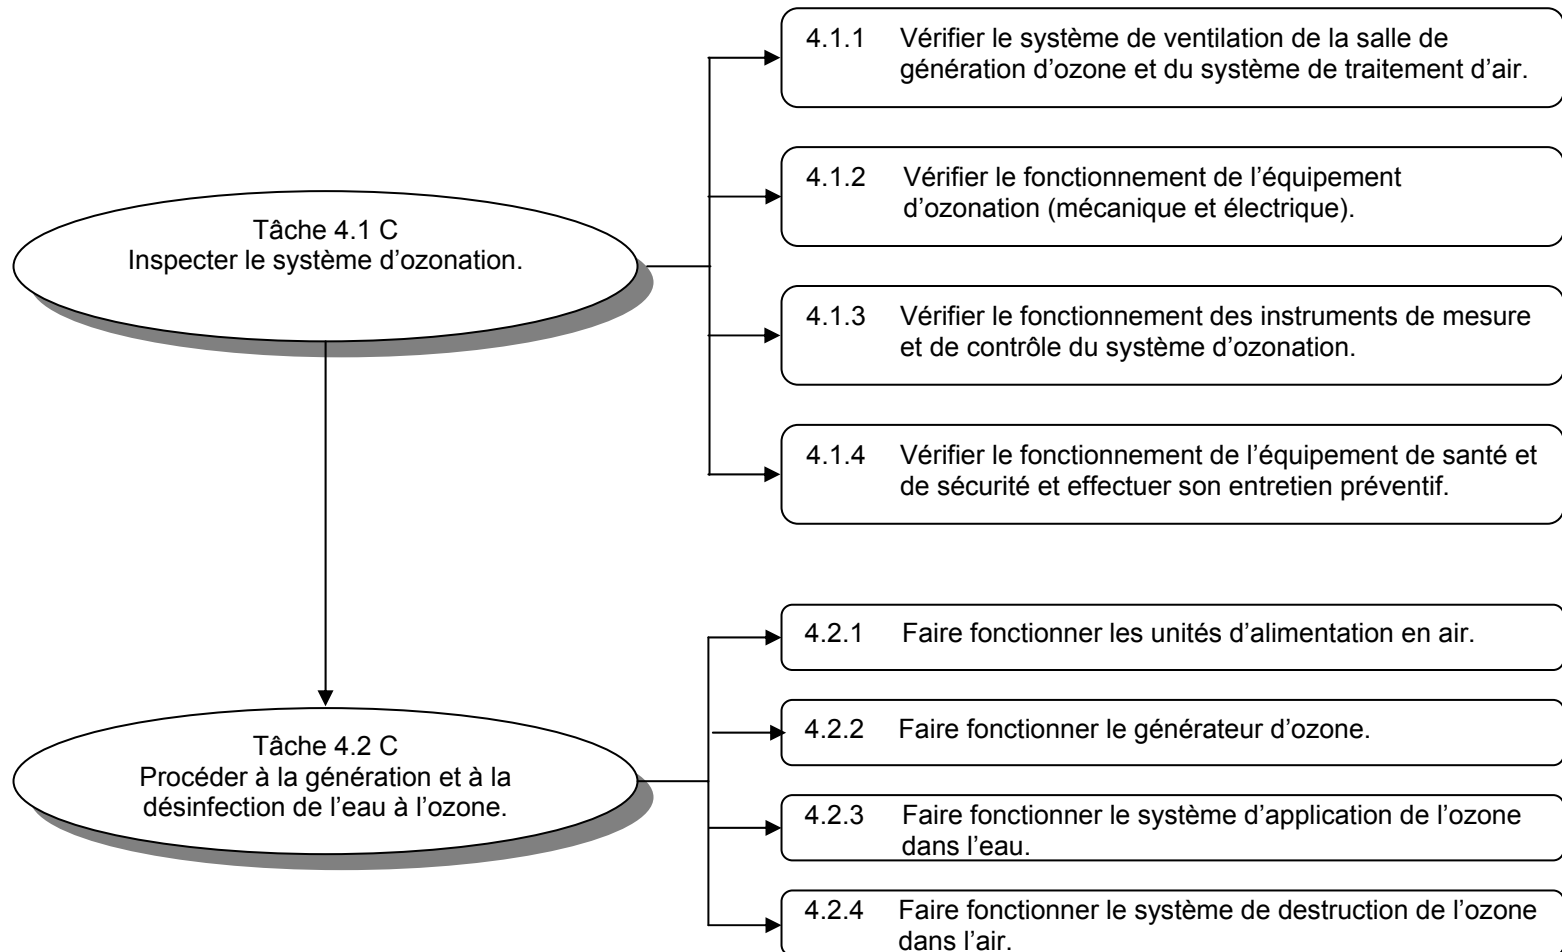 Tâche 4.1 C
Inspecter le système d’ozonation.
4.1.1 Vérifier le système de ventilation de la salle de
génération d’ozone et du système de traitement d’air.
4.1.2 Vérifier le fonctionnement de l’équipement
d’ozonation (mécanique et électrique).
4.1.3 Vérifier le fonctionnement des instruments de mesure
et de contrôle du système d’ozonation.
4.1.4 Vérifier le fonctionnement de l’équipement de santé et
de sécurité et effectuer son entretien préventif.
Tâche 4.2 C
Procéder à la génération et à la
désinfection de l’eau à l’ozone.
4.2.1 Faire fonctionner les unités d’alimentation en air.
4.2.2 Faire fonctionner le générateur d’ozone.
4.2.3 Faire fonctionner le système d’application de l’ozone
dans l’eau.
4.2.4 Faire fonctionner le système de destruction de l’ozone
dans l’air.